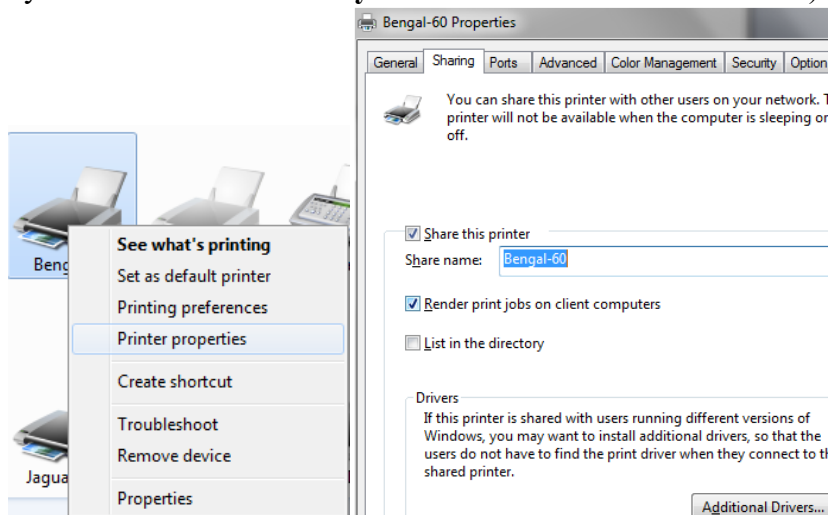 Bengal-60 Properties
General Sharing Ports Advanced Color Management Security Option
You can share this printer with other users on your network.
printer will not be available when the computer is sleeping or
off.
Share this printer
Share name: Bengal-60
Render print jobs on client computers
List in the directory
Drivers
If this printer is shared with users running different versions of
Windows, you may want to install additional drivers, so that the
users do not have to find the print driver when they connect to th
shared printer.
Additional Drivers...
Beng
See what's printing
Set as default printer
Printing preferences
Printer properties
Create shortcut
Troubleshoot
Remove device
Properties
Jagua